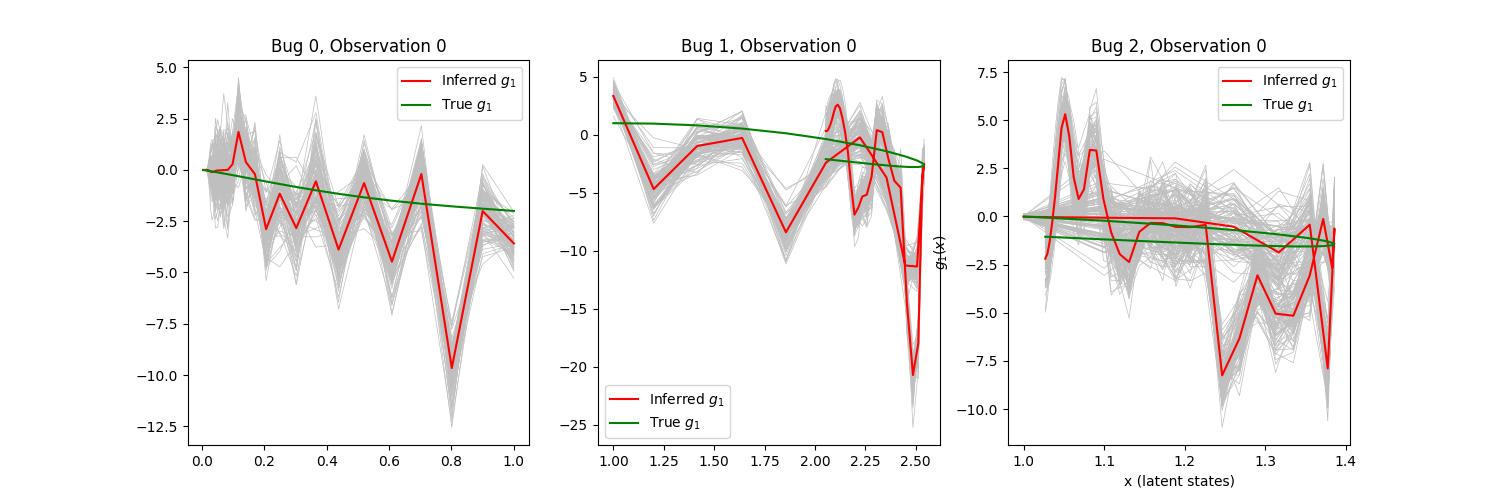 Bug 0, Observation 0
5.0
2.5
0.0
−2.5
−5.0
−7.5
−10.0
−12.5
0.0 0.2 0.4 0.6 0.8 1.0
Inferred g₁
True g₁
Bug 1, Observation 0
5
0
−5
−10
−15
−20
−25
1.00 1.25 1.50 1.75 2.00 2.25 2.50
Inferred g₁
True g₁
Bug 2, Observation 0
g₁(x)
7.5
5.0
2.5
0.0
−2.5
−5.0
−7.5
−10.0
1.0 1.1 1.2 1.3 1.4
x (latent states)
Inferred g₁
True g₁